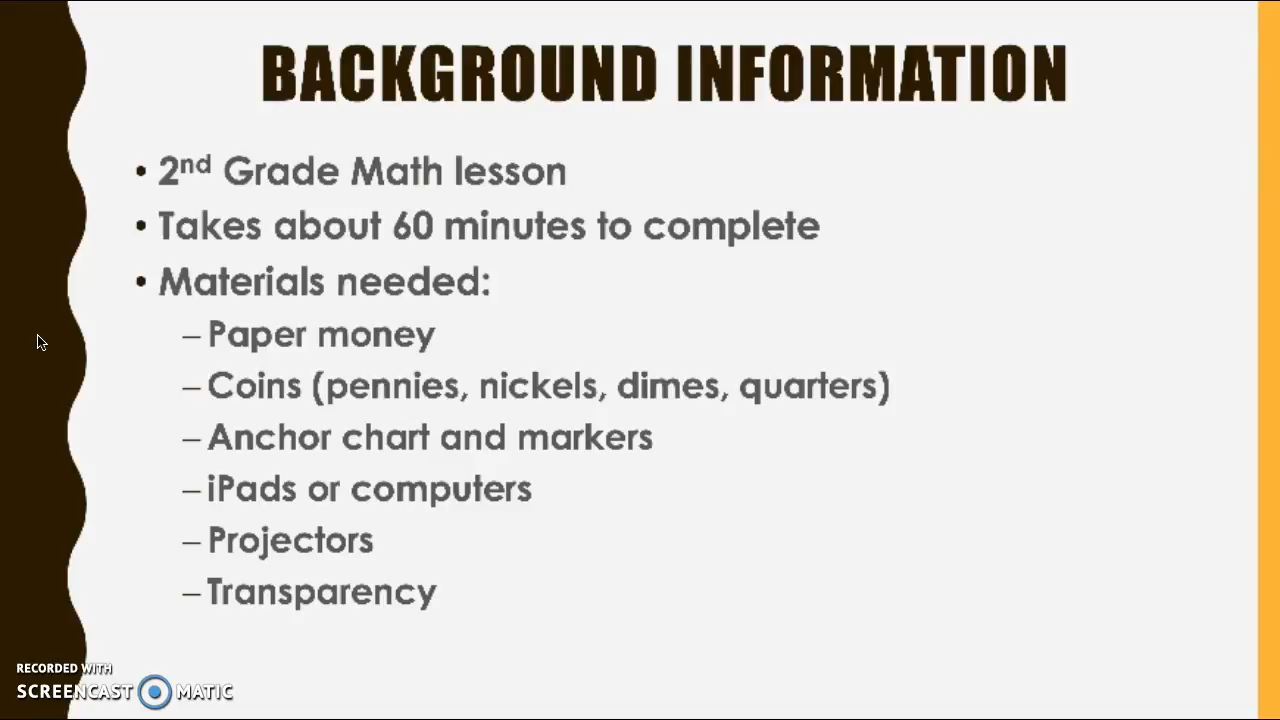 BACKGROUND INFORMATION
• 2nd Grade Math lesson
• Takes about 60 minutes to complete
• Materials needed:
– Paper money
– Coins (pennies, nickels, dimes, quarters)
– Anchor chart and markers
– iPads or computers
– Projectors
– Transparency
RECORDED WITH
SCREENCAST MATIC